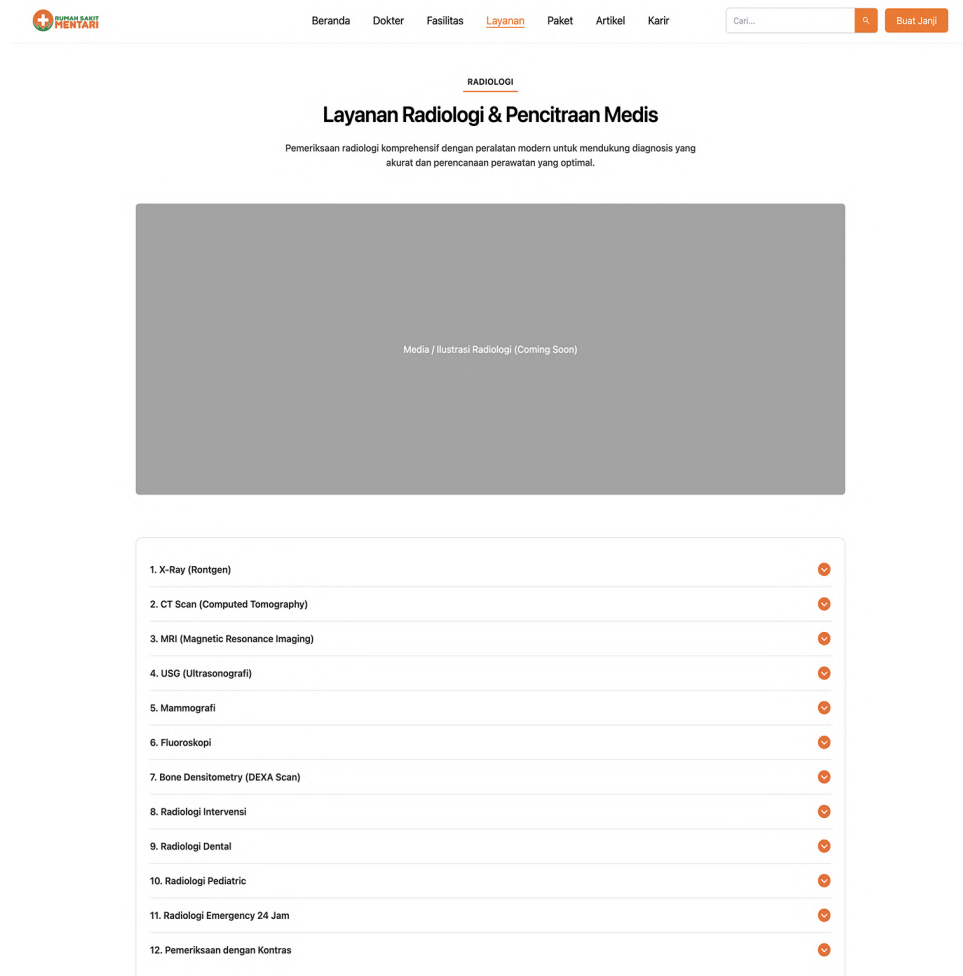 RUMAH SAKIT
MENTARI
Beranda Dokter Fasilitas Layanan Paket Artikel Karir Cari... Buat Janji
RADIOLOGI
Layanan Radiologi & Pencitraan Medis
Pemeriksaan radiologi komprehensif dengan peralatan modern untuk mendukung diagnosis yang
akurat dan perencanaan perawatan yang optimal.
Media / Ilustrasi Radiologi (Coming Soon)
1. X-Ray (Rontgen)
2. CT Scan (Computed Tomography)
3. MRI (Magnetic Resonance Imaging)
4. USG (Ultrasonografi)
5. Mammografi
6. Fluoroskopi
7. Bone Densitometry (DEXA Scan)
8. Radiologi Intervensi
9. Radiologi Dental
10. Radiologi Pediatric
11. Radiologi Emergency 24 Jam
12. Pemeriksaan dengan Kontras